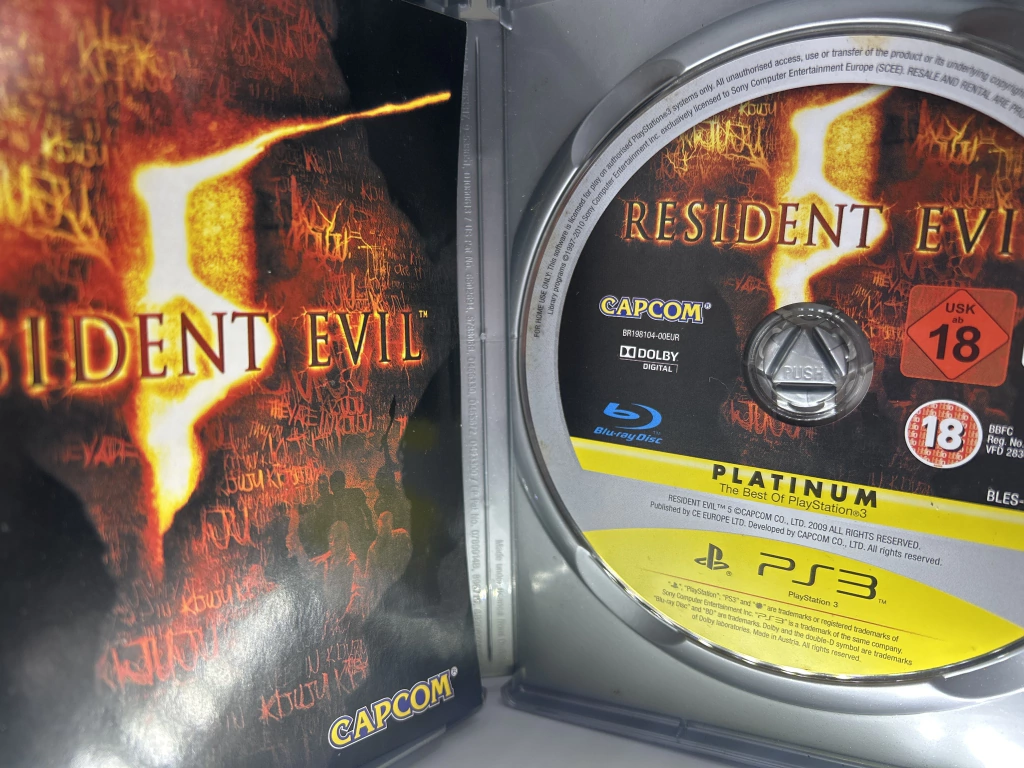 SIDENT EVIL™
KIJUJU
CAPCOM®
FOR HOME USE ONLY: This software is licensed for play on authorised PlayStation®3 systems only. All unauthorised access, use or transfer of the product or its underlying copyright
Library programs ©1997-2010 Sony Computer Entertainment Inc. exclusively licensed to Sony Computer Entertainment Europe (SCEE). RESALE AND RENTAL ARE PRO
RESIDENT EVI
CAPCOM®
BR198104-00EUR
DOLBY
DIGITAL
Blu-ray Disc
USK
ab
18
18
BBFC
Reg. No.
VFD 283
BLES-
PUSH
PLATINUM
The Best Of PlayStation®3
RESIDENT EVIL™ 5 ©CAPCOM CO., LTD. 2009 ALL RIGHTS RESERVED.
Published by CE EUROPE LTD. Developed by CAPCOM CO., LTD. All rights reserved.
PS3™
PlayStation 3
", "PlayStation", "PS3" and " " are trademarks or registered trademarks of
Sony Computer Entertainment Inc. "PS3" is a trademark of the same company.
"Blu-ray Disc" and "BD" are trademarks. Dolby and the double-D symbol are trademarks
of Dolby laboratories. Made in Austria. All rights reserved.